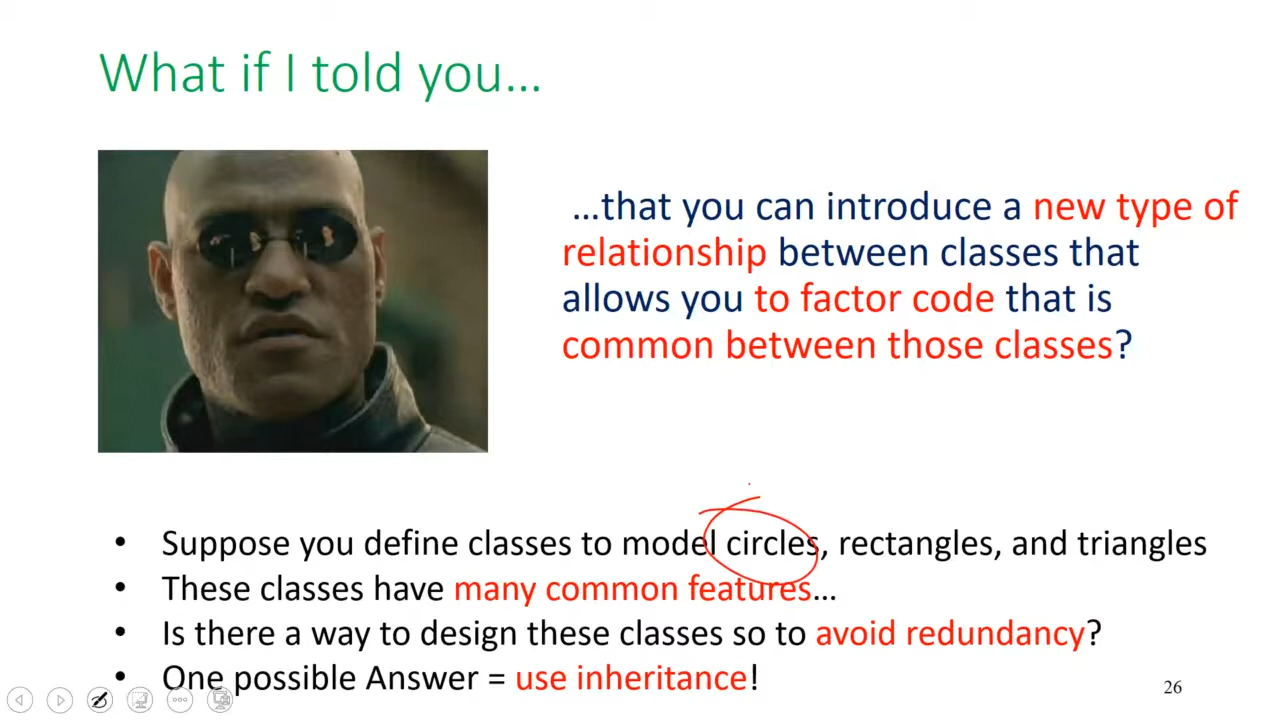 What if I told you...
...that you can introduce a new type of
relationship between classes that
allows you to factor code that is
common between those classes?
• Suppose you define classes to model circles, rectangles, and triangles
• These classes have many common features...
• Is there a way to design these classes so to avoid redundancy?
• One possible Answer = use inheritance!
26